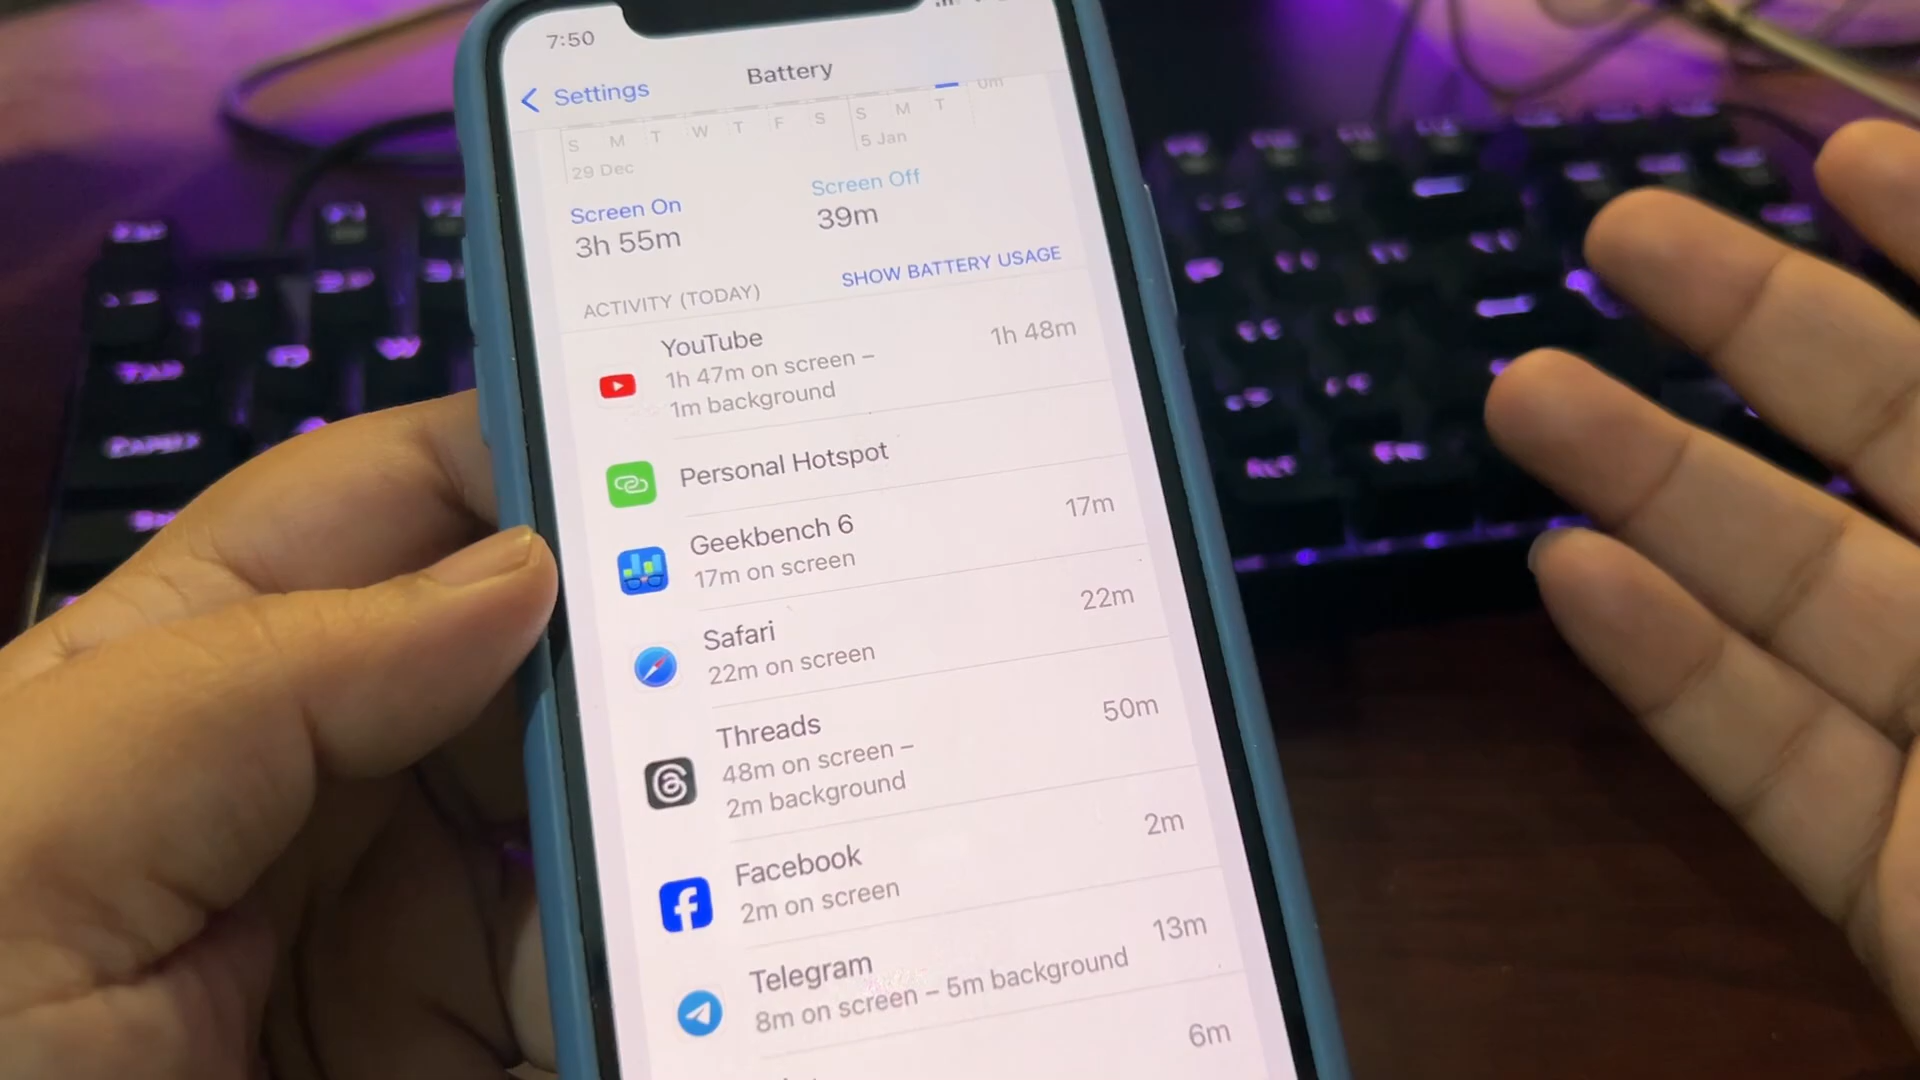 7:50
Settings
Battery
0m
S M T W T F S S M T
29 Dec
5 Jan
Screen On
Screen Off
3h 55m
39m
ACTIVITY (TODAY)
SHOW BATTERY USAGE
YouTube
1h 47m on screen –
1m background
1h 48m
Personal Hotspot
Geekbench 6
17m on screen
17m
Safari
22m on screen
22m
Threads
48m on screen –
2m background
50m
Facebook
2m on screen
2m
Telegram
8m on screen – 5m background
13m
6m